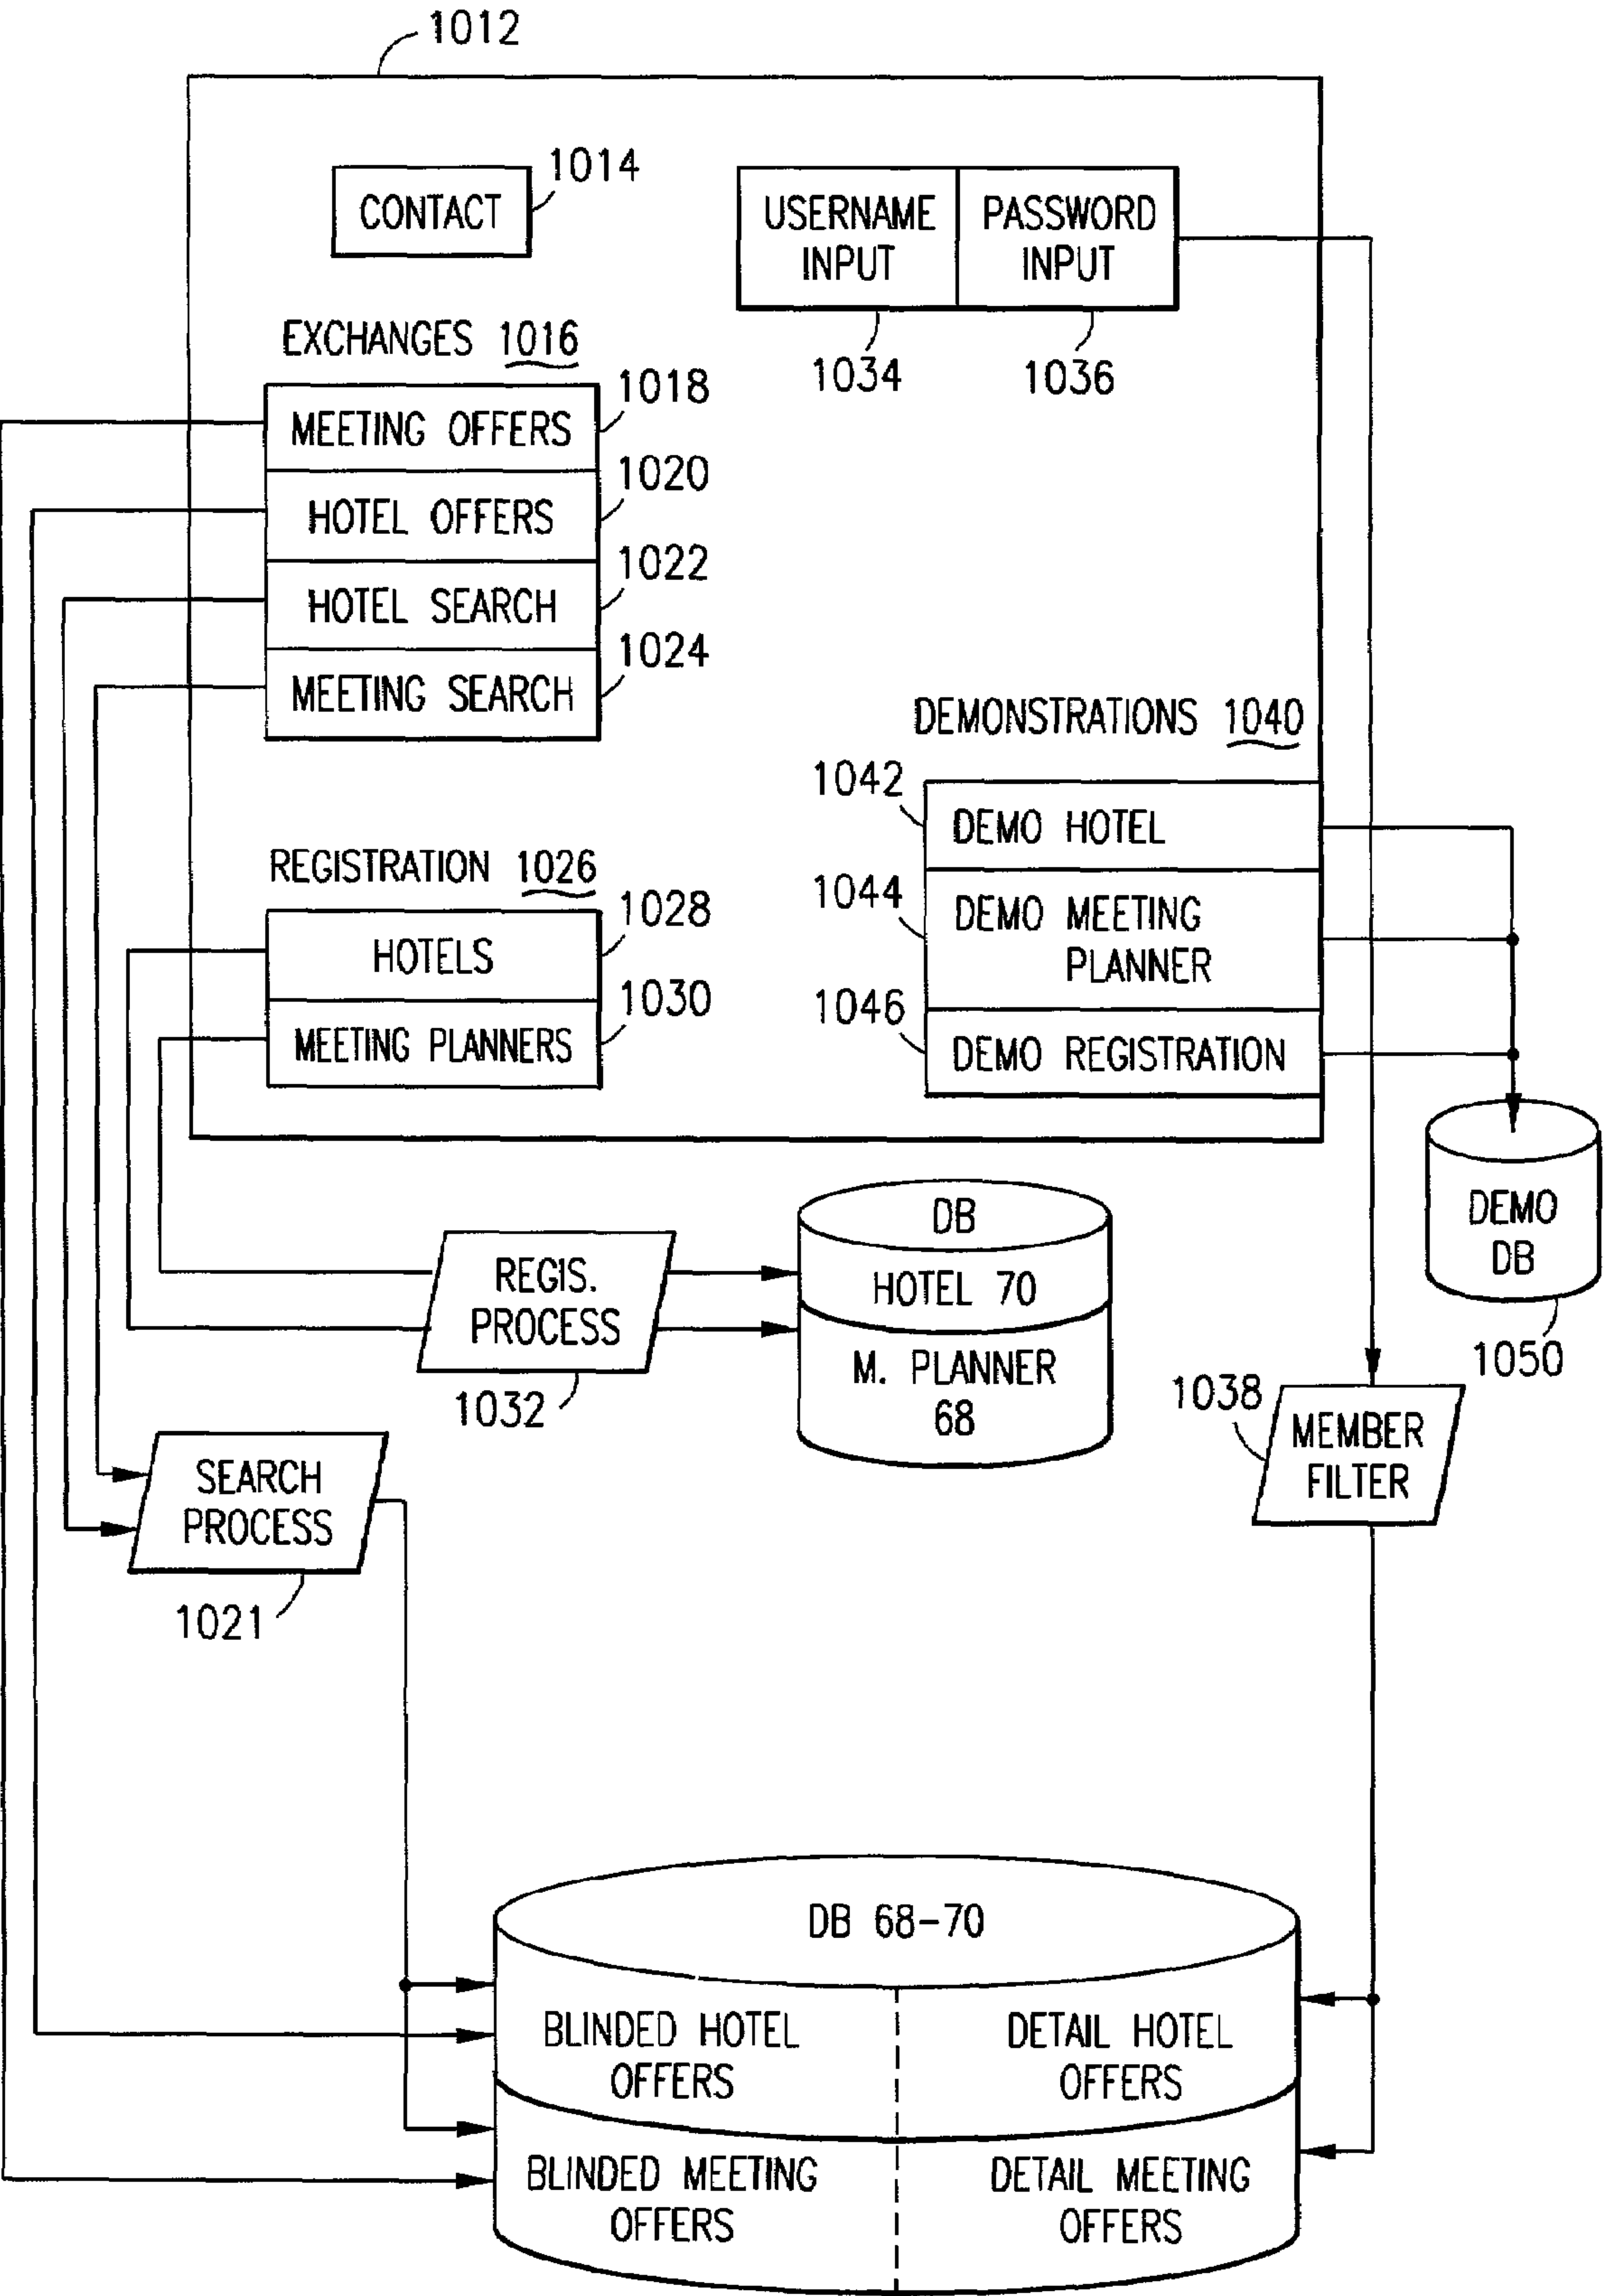 1012
CONTACT
1014
USERNAME
INPUT
PASSWORD
INPUT
1034
1036
EXCHANGES 1016
MEETING OFFERS
1018
HOTEL OFFERS
1020
HOTEL SEARCH
1022
MEETING SEARCH
1024
DEMONSTRATIONS 1040
1042
DEMO HOTEL
1044
DEMO MEETING
PLANNER
1046
DEMO REGISTRATION
REGISTRATION 1026
HOTELS
1028
MEETING PLANNERS
1030
DEMO
DB
1050
REGIS.
PROCESS
1032
DB
HOTEL 70
M. PLANNER
68
1038
MEMBER
FILTER
SEARCH
PROCESS
1021
DB 68-70
BLINDED HOTEL
OFFERS
DETAIL HOTEL
OFFERS
BLINDED MEETING
OFFERS
DETAIL MEETING
OFFERS